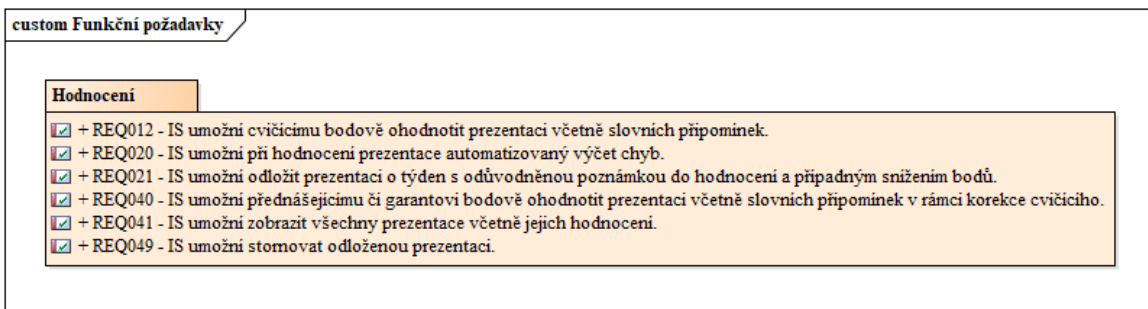 custom Funkční požadavky
Hodnocení
+ REQ012 - IS umožní cvičícímu bodově ohodnotit prezentaci včetně slovních připomínek.
+ REQ020 - IS umožní při hodnocení prezentace automatizovaný výčet chyb.
+ REQ021 - IS umožní odložit prezentaci o týden s odůvodněnou poznámkou do hodnocení a případným snížením bodů.
+ REQ040 - IS umožní přednášejícímu či garantovi bodově ohodnotit prezentaci včetně slovních připomínek v rámci korekce cvičícího.
+ REQ041 - IS umožní zobrazit všechny prezentace včetně jejich hodnocení.
+ REQ049 - IS umožní stornovat odloženou prezentaci.